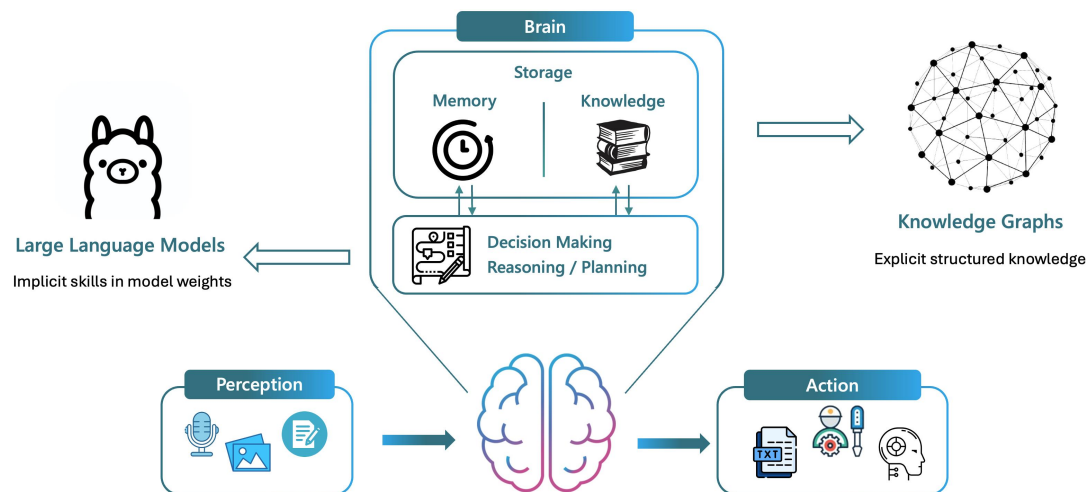 Brain
Storage
Memory
Knowledge
Large Language Models
Implicit skills in model weights
Decision Making
Reasoning / Planning
Knowledge Graphs
Explicit structured knowledge
Perception
Action
TXT